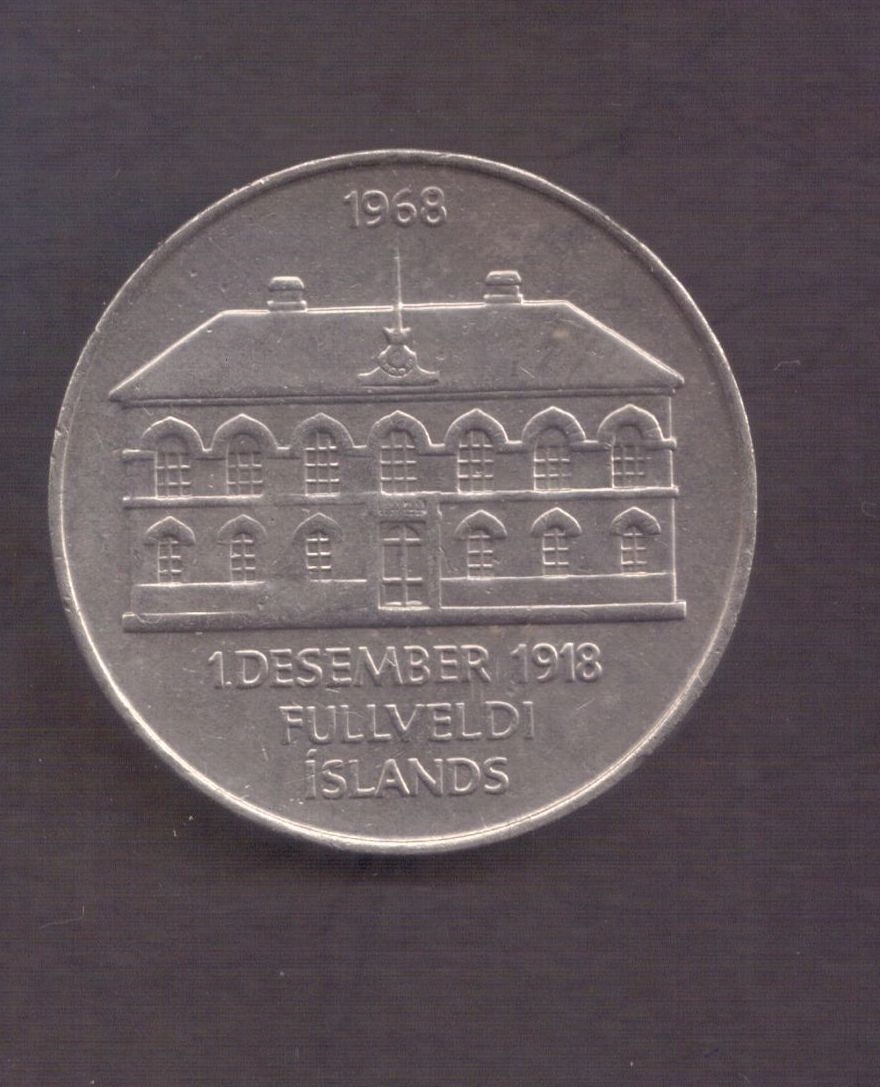 1968
1.DESEMBER 1918
FULLVELDI
ÍSLANDS